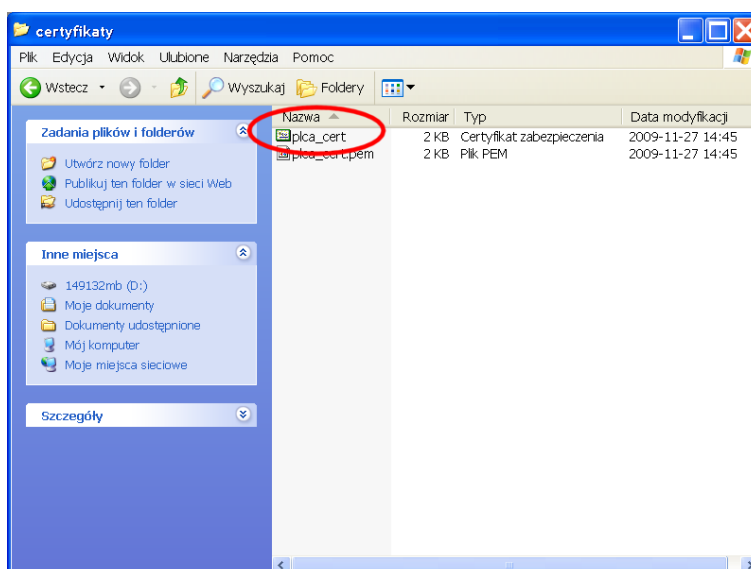 certyfikaty
Plik Edycja Widok Ulubione Narzędzia Pomoc
Wstecz Wyszukaj Foldery
Zadania plików i folderów
Utwórz nowy folder
Publikuj ten folder w sieci Web
Udostępnij ten folder
Inne miejsca
149132mb (D:)
Moje dokumenty
Dokumenty udostępnione
Mój komputer
Moje miejsca sieciowe
Szczegóły
Nazwa Rozmiar Typ Data modyfikacji
plca_cert 2 KB Certyfikat zabezpieczenia 2009-11-27 14:45
plca_cert.pem 2 KB Plik PEM 2009-11-27 14:45